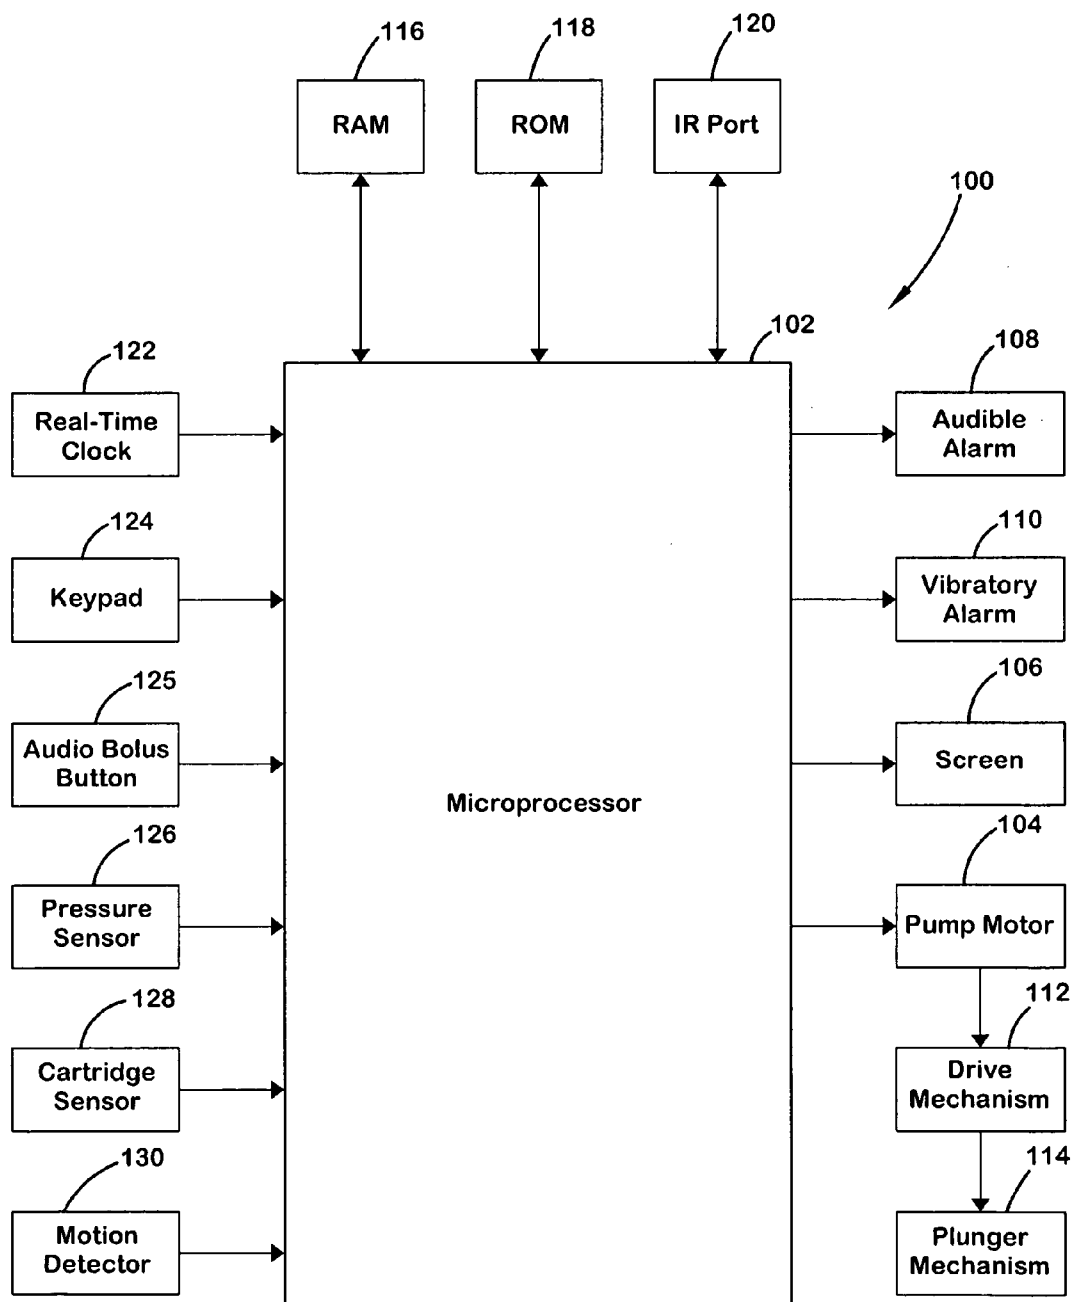 116
118
120
RAM
ROM
IR Port
100
102
122
108
Real-Time
Clock
Audible
Alarm
124
110
Keypad
Vibratory
Alarm
125
106
Audio Bolus
Button
Screen
Microprocessor
126
104
Pressure
Sensor
Pump Motor
128
112
Cartridge
Sensor
Drive
Mechanism
130
114
Motion
Detector
Plunger
Mechanism